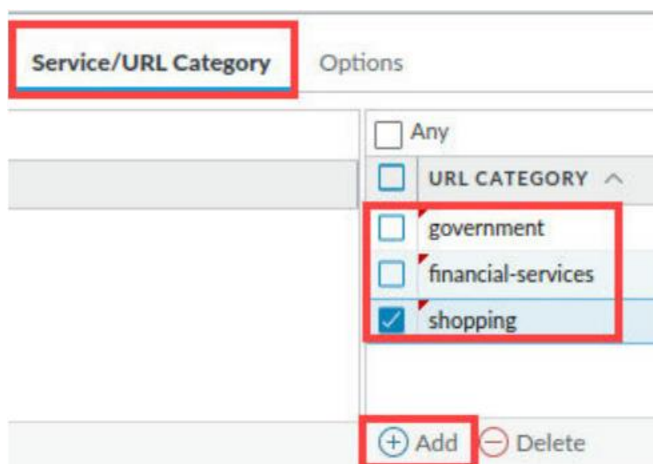 Service/URL Category Options
Any
URL CATEGORY
government
financial-services
shopping
Add Delete